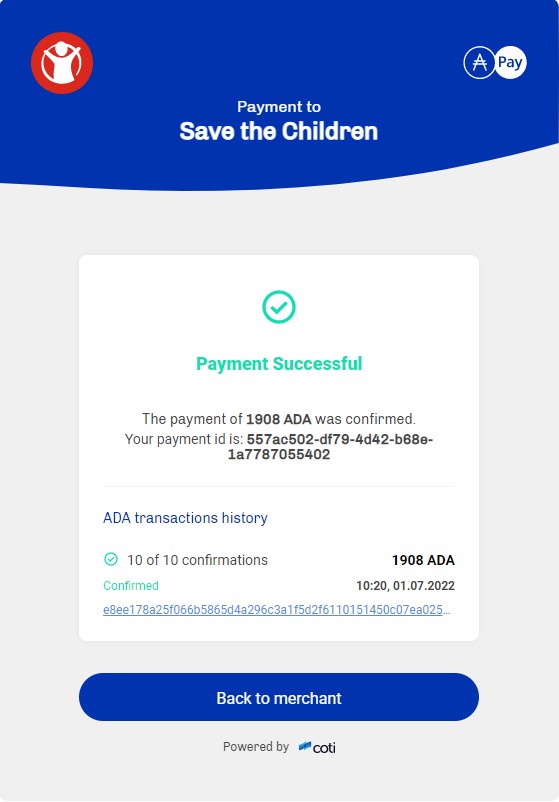 Pay
Payment to
Save the Children
Payment Successful
The payment of 1908 ADA was confirmed.
Your payment id is: 557ac502-df79-4d42-b68e-
1a7787055402
ADA transactions history
10 of 10 confirmations 1908 ADA
Confirmed 10:20, 01.07.2022
e8ee178a25f066b5865d4a296c3a1f5d2f6110151450c07ea025...
Back to merchant
Powered by coti